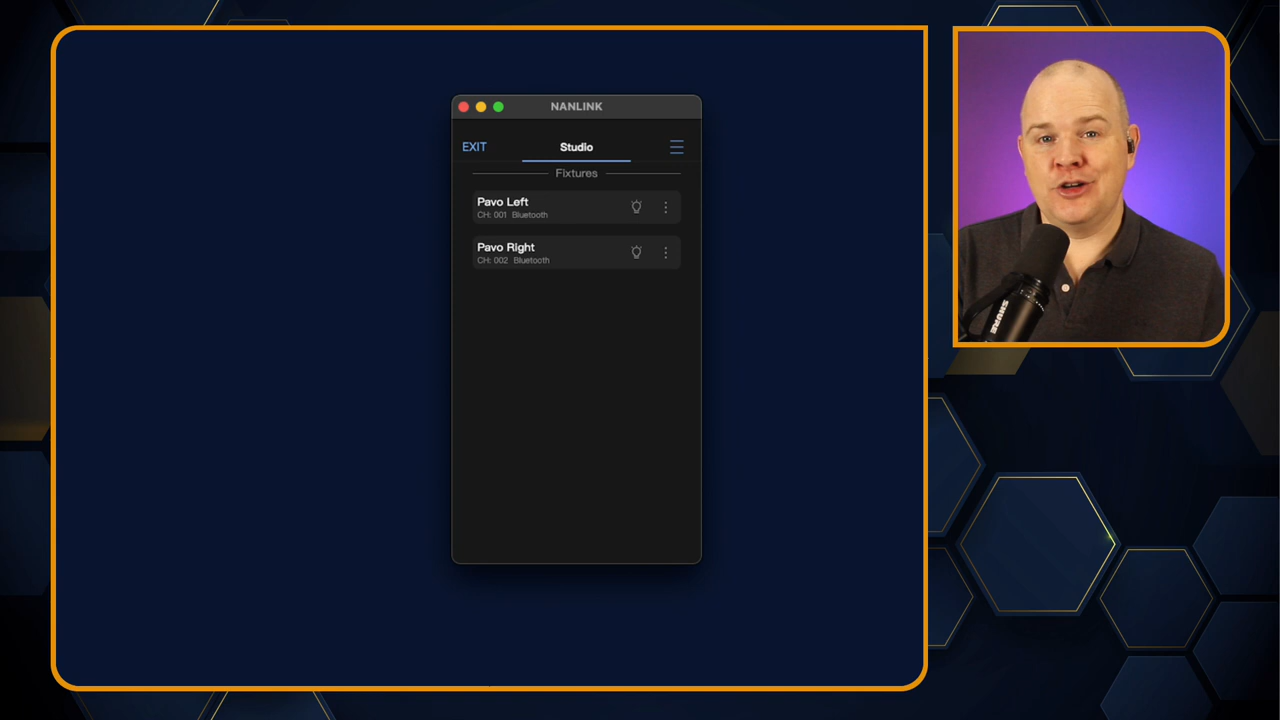 NANLINK
EXIT
Studio
Fixtures
Pavo Left
CH: 001 Bluetooth
Pavo Right
CH: 002 Bluetooth
SHURE